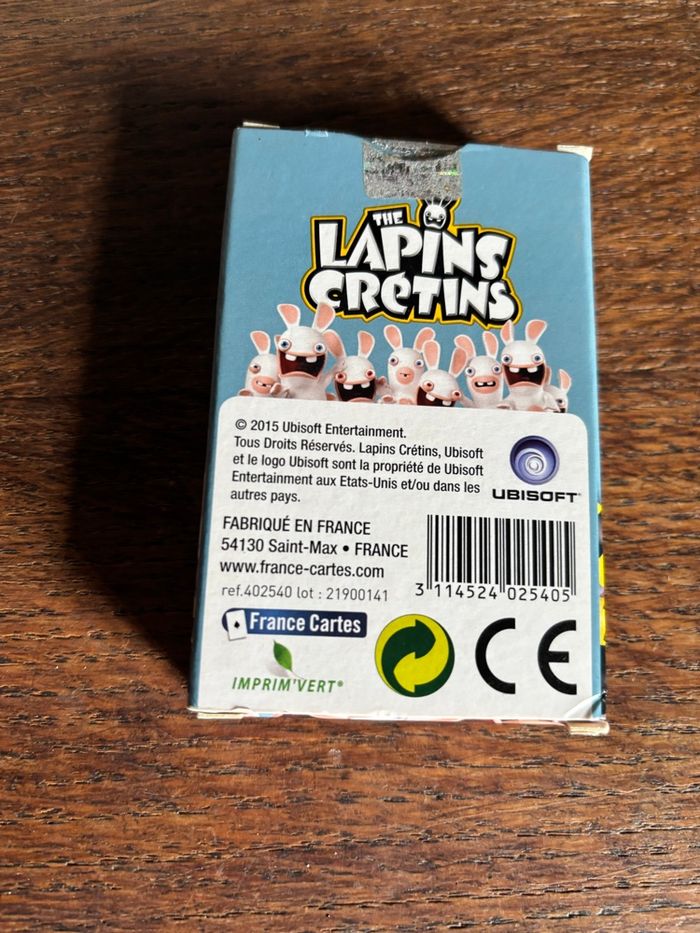 THE
LAPINS
CRÉTINS
© 2015 Ubisoft Entertainment.
Tous Droits Réservés. Lapins Crétins, Ubisoft
et le logo Ubisoft sont la propriété de Ubisoft
Entertainment aux Etats-Unis et/ou dans les
autres pays.
UBISOFT
FABRIQUÉ EN FRANCE
54130 Saint-Max • FRANCE
www.france-cartes.com
ref.402540 lot : 21900141
3 114524 025405
France Cartes
IMPRIM'VERT®
CE